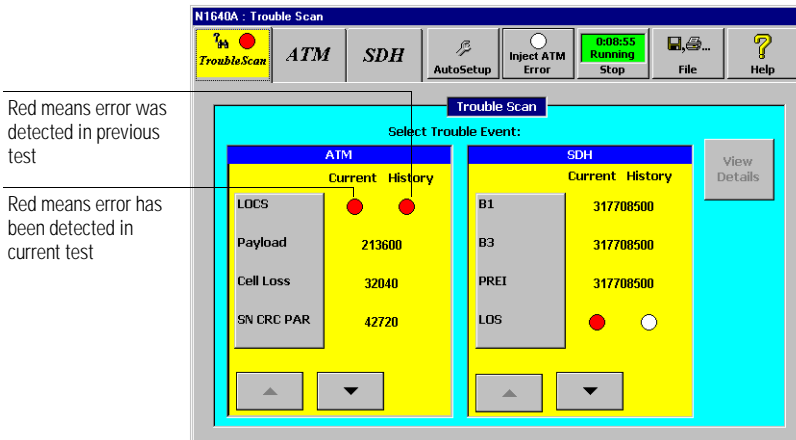 N1640A : Trouble Scan
?
TroubleScan
ATM
SDH
AutoSetup
Inject ATM
Error
0:08:55
Running
Stop
...
File
?
Help
Red means error was
detected in previous
test
Red means error has
been detected in
current test
Trouble Scan
Select Trouble Event:
ATM
Current History
LOCS
Payload 213600
Cell Loss 32040
SN CRC PAR 42720
SDH
Current History
B1 317708500
B3 317708500
PREI 317708500
LOS
View
Details